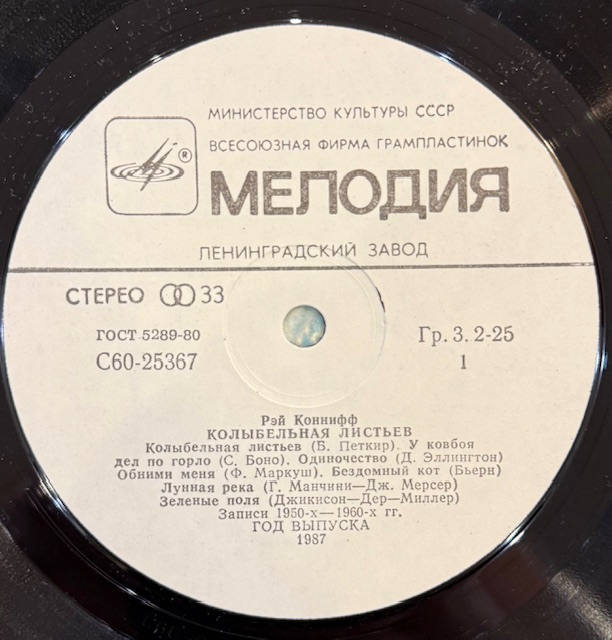 МИНИСТЕРСТВО КУЛЬТУРЫ СССР
ВСЕСОЮЗНАЯ ФИРМА ГРАМПЛАСТИНОК
®
МЕЛОДИЯ
ЛЕНИНГРАДСКИЙ ЗАВОД
СТЕРЕО 33
ГОСТ 5289-80
Гр. 3. 2-25
С60-25367
1
Рэй Коннифф
КОЛЫБЕЛЬНАЯ ЛИСТЬЕВ
Колыбельная листьев (Б. Петкир). У ковбоя
дел по горло (С. Боно). Одиночество (Д. Эллингтон)
Обними меня (Ф. Маркуш). Бездомный кот (Бьерн)
Лунная река (Г. Манчини—Дж. Мерсер)
Зеленые поля (Джикисон—Дер—Миллер)
Записи 1950-х—1960-х гг.
ГОД ВЫПУСКА
1987